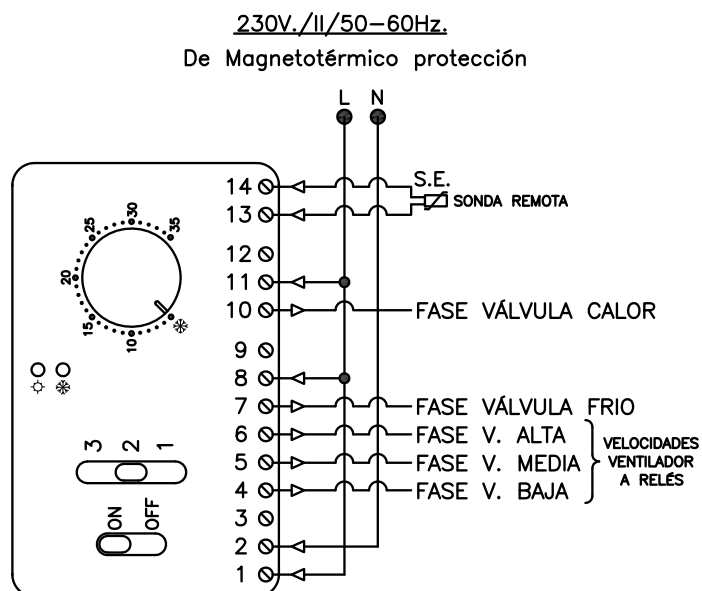 230V./II/50-60Hz.
De Magnetotérmico protección
L N
14
S.E.
13
SONDA REMOTA
12
11
10 FASE VÁLVULA CALOR
9
8
7 FASE VÁLVULA FRIO
6 FASE V. ALTA
5 FASE V. MEDIA
4 FASE V. BAJA
VELOCIDADES
VENTILADOR
A RELÉS
3
2
1
10
15
20
25
30
35
3 2 1
ON OFF